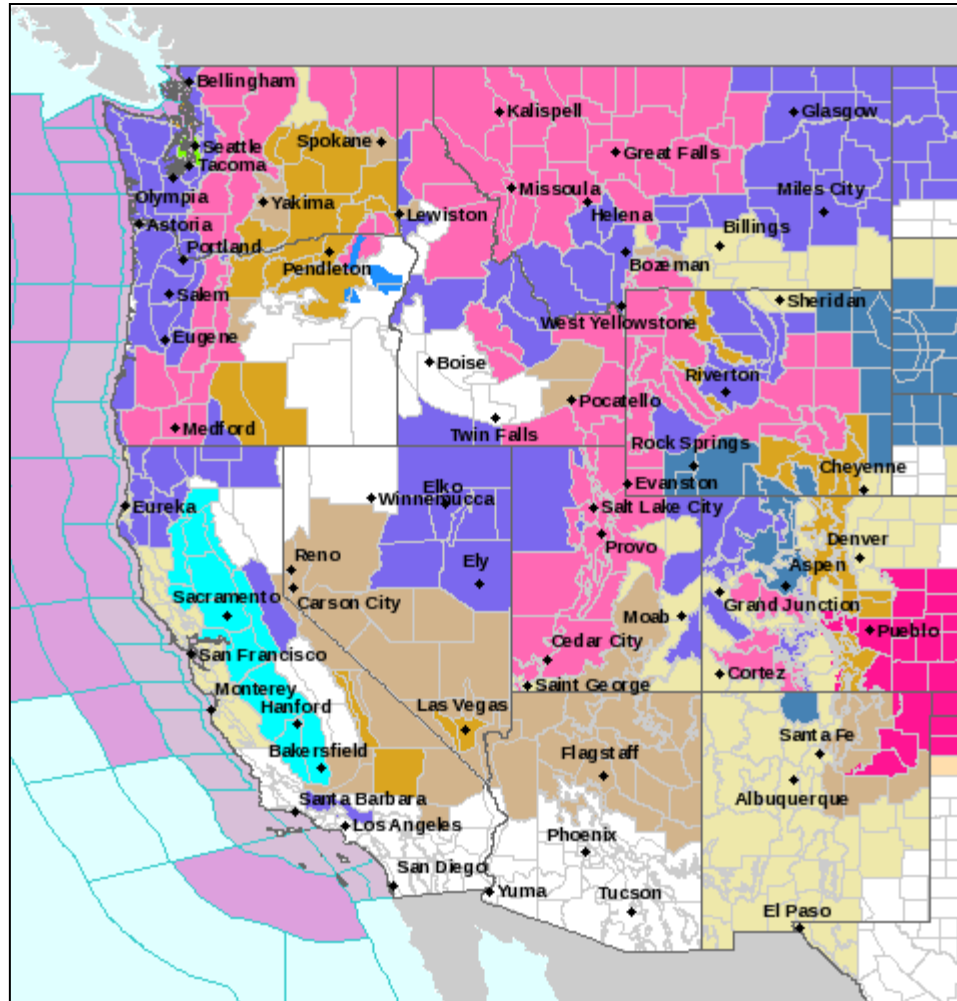 Bellingham
Kalispell
Glasgow
Spokane
Seattle
Great Falls
Tacoma
Olympia
Missoula
Miles City
Yakima
Lewiston
Helena
Astoria
Billings
Portland
Pendleton
Bozeman
Salem
Sheridan
West Yellowstone
Eugene
Boise
Riverton
Pocatello
Medford
Twin Falls
Rock Springs
Cheyenne
Elko
Evanston
Winnemucca
Eureka
Salt Lake City
Provo
Denver
Reno
Ely
Aspen
Sacramento
Carson City
Grand Junction
Moab
Pueblo
Cedar City
San Francisco
Cortez
Saint George
Monterey
Hanford
Las Vegas
Santa Fe
Bakersfield
Flagstaff
Albuquerque
Santa Barbara
Los Angeles
Phoenix
San Diego
Yuma
Tucson
El Paso